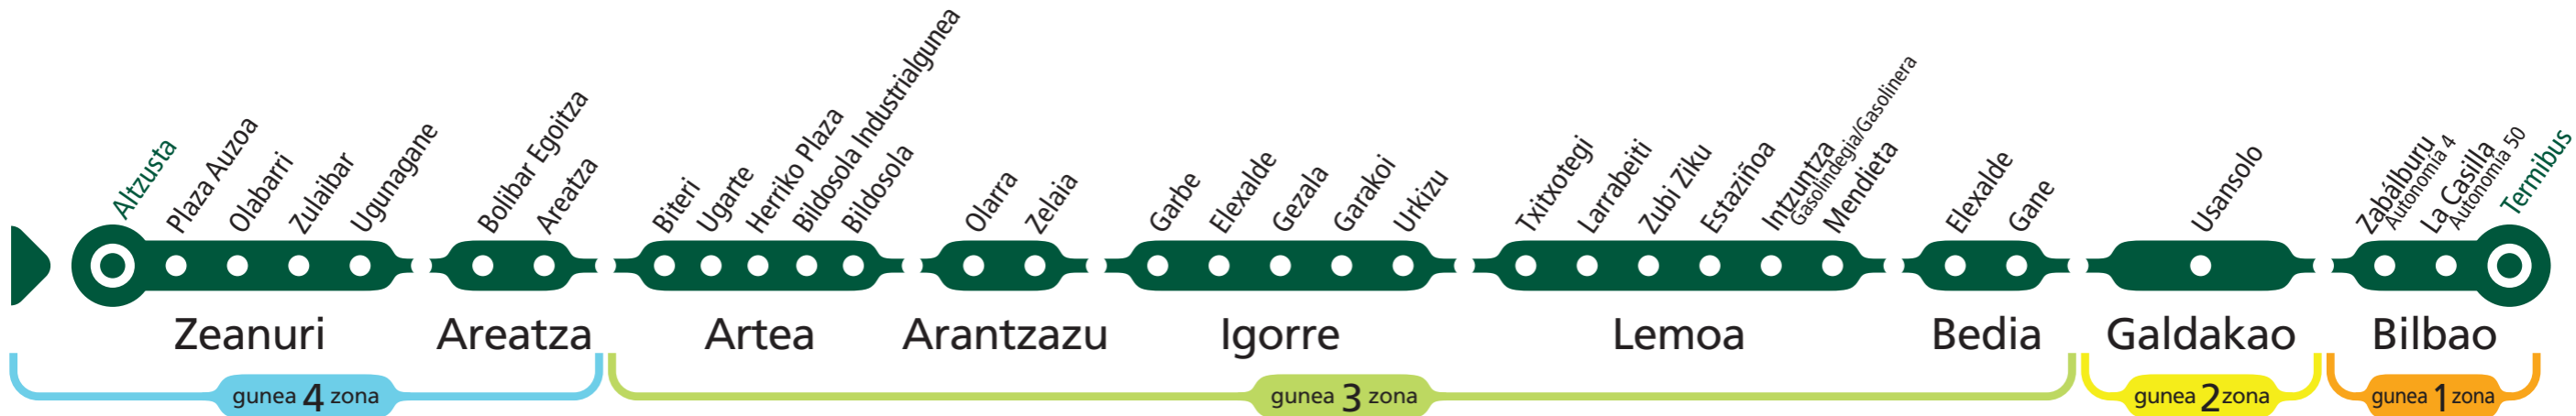 Altzusta
Plaza Auzoa
Olabarri
Zulaibar
Ugunagane
Bolibar Egoitza
Areatza
Biteri
Ugarte
Herriko Plaza
Bildosola Industrialgunea
Bildosola
Olarra
Zelaia
Garbe
Elexalde
Gezala
Garakoi
Urkizu
Txitxotegi
Larrabeiti
Zubi Ziku
Estaziñoa
Intzuntza
Gasolindegia/Gasolinera
Mendieta
Elexalde
Gane
Usansolo
Zabálburu
Autonomía 4
La Casilla
Autonomía 50
Termibus
Zeanuri
Areatza
Artea
Arantzazu
Igorre
Lemoa
Bedia
Galdakao
Bilbao
gunea 4 zona
gunea 3 zona
gunea 2 zona
gunea 1 zona